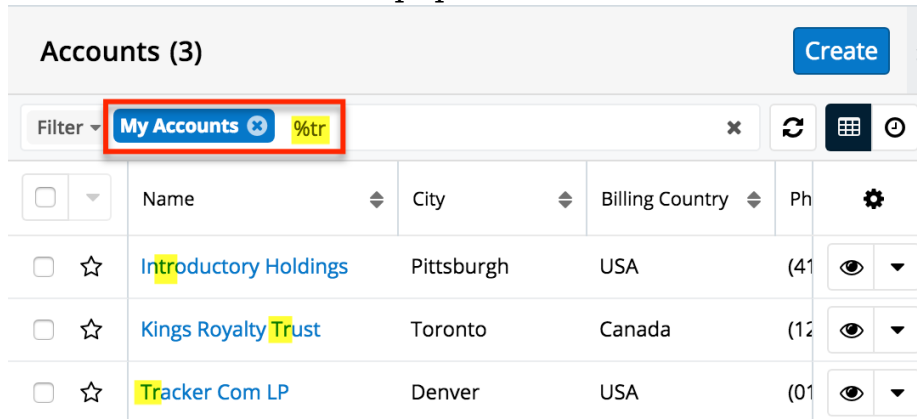 Accounts (3) Create
Filter My Accounts %tr
Name City Billing Country Ph
Introductory Holdings Pittsburgh USA (41
Kings Royalty Trust Toronto Canada (12
Tracker Com LP Denver USA (01